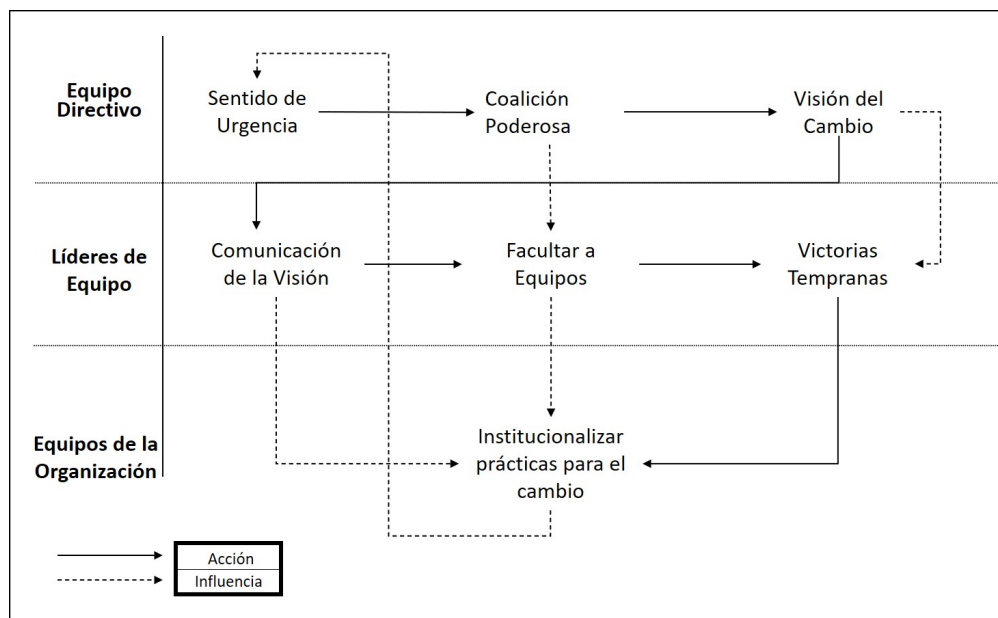 Equipo
Directivo
Sentido de
Urgencia
Coalición
Poderosa
Visión del
Cambio
Líderes de
Equipo
Comunicación
de la Visión
Facultar a
Equipos
Victorias
Tempranas
Equipos de la
Organización
Institucionalizar
prácticas para el
cambio
Acción
Influencia